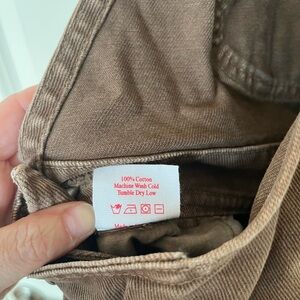 100% Cotton
Machine Wash Cold
Tumble Dry Low